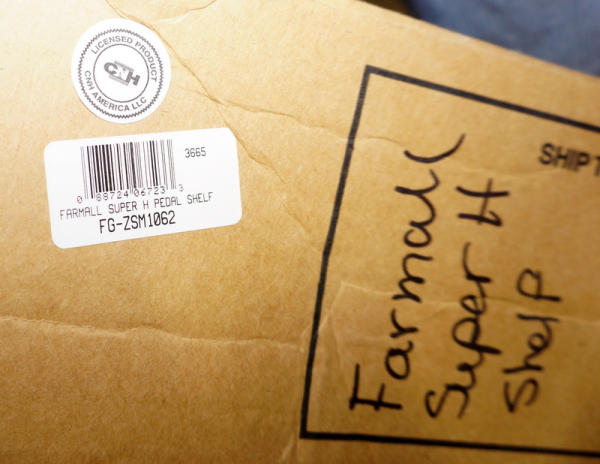 LICENSED PRODUCT
CNH
CNH AMERICA LLC
3665
0 88724 06723 3
FARMALL SUPER H PEDAL SHELF
FG-ZSM1062
SHIP T
Farmall
Super H
Shelf